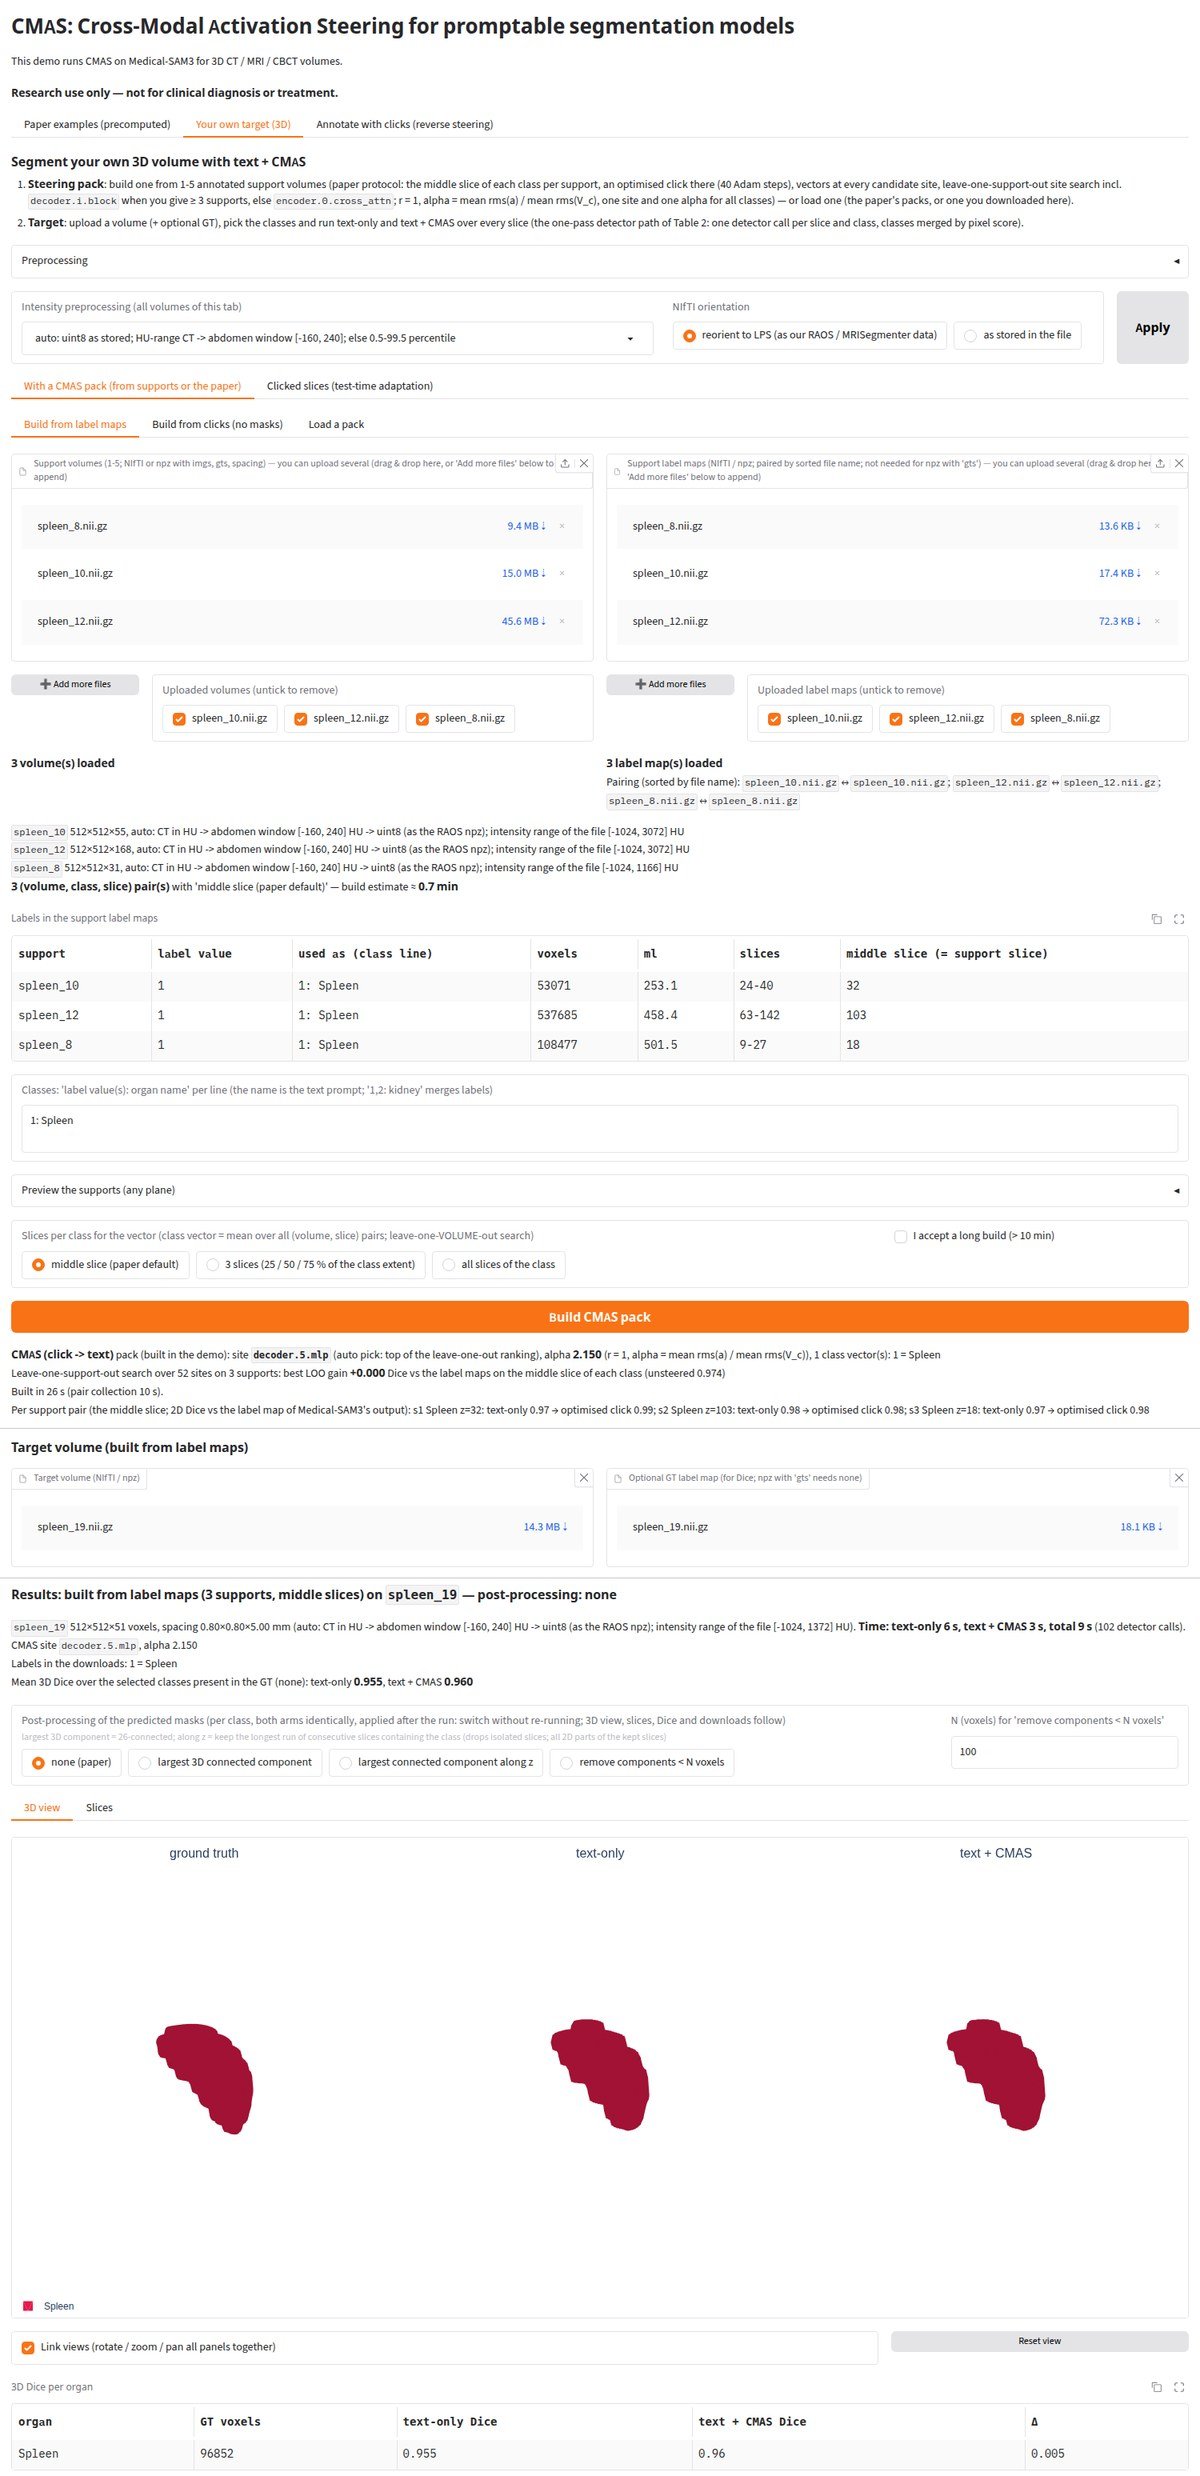 CMAS: Cross-Modal Activation Steering for promptable segmentation models
This demo runs CMAS on Medical-SAM3 for 3D CT / MRI / CBCT volumes.
Research use only — not for clinical diagnosis or treatment.
Paper examples (precomputed) Your own target (3D) Annotate with clicks (reverse steering)
Segment your own 3D volume with text + CMAS
1. Steering pack: build one from 1-5 annotated support volumes (paper protocol: the middle slice of each class per support, an optimised click there (40 Adam steps), vectors at every candidate site, leave-one-support-out site search incl.
decoder.i.block when you give ≥ 3 supports, else encoder.0.cross_attn; r = 1, alpha = mean rms(a) / mean rms(V_c), one site and one alpha for all classes) — or load one (the paper's packs, or one you downloaded here).
2. Target: upload a volume (+ optional GT), pick the classes and run text-only and text + CMAS over every slice (the one-pass detector path of Table 2: one detector call per slice and class, classes merged by pixel score).
Preprocessing
Intensity preprocessing (all volumes of this tab)
auto: uint8 as stored; HU-range CT -> abdomen window [-160, 240]; else 0.5-99.5 percentile
NIfTI orientation
reorient to LPS (as our RAOS / MRISegmenter data) as stored in the file
Apply
With a CMAS pack (from supports or the paper) Clicked slices (test-time adaptation)
Build from label maps Build from clicks (no masks) Load a pack
Support volumes (1-5; NIfTI or npz with imgs, gts, spacing) — you can upload several (drag & drop here, or 'Add more files' below to
append)
spleen_8.nii.gz 9.4 MB ↓ ×
spleen_10.nii.gz 15.0 MB ↓ ×
spleen_12.nii.gz 45.6 MB ↓ ×
Support label maps (NIfTI / npz; paired by sorted file name; not needed for npz with 'gts') — you can upload several (drag & drop her
'Add more files' below to append)
spleen_8.nii.gz 13.6 KB ↓ ×
spleen_10.nii.gz 17.4 KB ↓ ×
spleen_12.nii.gz 72.3 KB ↓ ×
➕ Add more files
Uploaded volumes (untick to remove)
spleen_10.nii.gz spleen_12.nii.gz spleen_8.nii.gz
➕ Add more files
Uploaded label maps (untick to remove)
spleen_10.nii.gz spleen_12.nii.gz spleen_8.nii.gz
3 volume(s) loaded
3 label map(s) loaded
Pairing (sorted by file name): spleen_10.nii.gz ↔ spleen_10.nii.gz; spleen_12.nii.gz ↔ spleen_12.nii.gz;
spleen_8.nii.gz ↔ spleen_8.nii.gz
spleen_10 512×512×55, auto: CT in HU -> abdomen window [-160, 240] HU -> uint8 (as the RAOS npz); intensity range of the file [-1024, 3072] HU
spleen_12 512×512×168, auto: CT in HU -> abdomen window [-160, 240] HU -> uint8 (as the RAOS npz); intensity range of the file [-1024, 3072] HU
spleen_8 512×512×31, auto: CT in HU -> abdomen window [-160, 240] HU -> uint8 (as the RAOS npz); intensity range of the file [-1024, 1166] HU
3 (volume, class, slice) pair(s) with 'middle slice (paper default)' — build estimate ≈ 0.7 min
Labels in the support label maps
support label value used as (class line) voxels ml slices middle slice (= support slice)
spleen_10 1 1: Spleen 53071 253.1 24-40 32
spleen_12 1 1: Spleen 537685 458.4 63-142 103
spleen_8 1 1: Spleen 108477 501.5 9-27 18
Classes: 'label value(s): organ name' per line (the name is the text prompt; '1,2: kidney' merges labels)
1: Spleen
Preview the supports (any plane)
Slices per class for the vector (class vector = mean over all (volume, slice) pairs; leave-one-VOLUME-out search)
middle slice (paper default) 3 slices (25 / 50 / 75 % of the class extent) all slices of the class
I accept a long build (> 10 min)
Build CMAS pack
CMAS (click -> text) pack (built in the demo): site decoder.5.mlp (auto pick: top of the leave-one-out ranking), alpha 2.150 (r = 1, alpha = mean rms(a) / mean rms(V_c)), 1 class vector(s): 1 = Spleen
Leave-one-support-out search over 52 sites on 3 supports: best LOO gain +0.000 Dice vs the label maps on the middle slice of each class (unsteered 0.974)
Built in 26 s (pair collection 10 s).
Per support pair (the middle slice; 2D Dice vs the label map of Medical-SAM3's output): s1 Spleen z=32: text-only 0.97 → optimised click 0.99; s2 Spleen z=103: text-only 0.98 → optimised click 0.98; s3 Spleen z=18: text-only 0.97 → optimised click 0.98
Target volume (built from label maps)
Target volume (NIfTI / npz)
spleen_19.nii.gz 14.3 MB ↓
Optional GT label map (for Dice; npz with 'gts' needs none)
spleen_19.nii.gz 18.1 KB ↓
Results: built from label maps (3 supports, middle slices) on spleen_19 — post-processing: none
spleen_19 512×512×51 voxels, spacing 0.80×0.80×5.00 mm (auto: CT in HU -> abdomen window [-160, 240] HU -> uint8 (as the RAOS npz); intensity range of the file [-1024, 1372] HU). Time: text-only 6 s, text + CMAS 3 s, total 9 s (102 detector calls).
CMAS site decoder.5.mlp, alpha 2.150
Labels in the downloads: 1 = Spleen
Mean 3D Dice over the selected classes present in the GT (none): text-only 0.955, text + CMAS 0.960
Post-processing of the predicted masks (per class, both arms identically, applied after the run: switch without re-running; 3D view, slices, Dice and downloads follow)
largest 3D component = 26-connected; along z = keep the longest run of consecutive slices containing the class (drops isolated slices; all 2D parts of the kept slices)
none (paper) largest 3D connected component largest connected component along z remove components < N voxels
N (voxels) for 'remove components < N voxels'
100
3D view Slices
ground truth text-only text + CMAS
Spleen
Link views (rotate / zoom / pan all panels together)
Reset view
3D Dice per organ
organ GT voxels text-only Dice text + CMAS Dice Δ
Spleen 96852 0.955 0.96 0.005